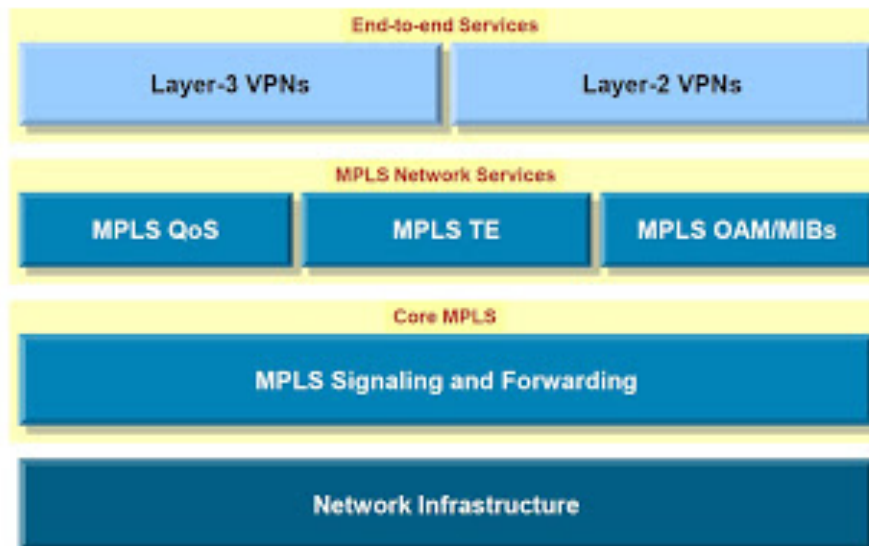 End-to-end Services
Layer-3 VPNs
Layer-2 VPNs
MPLS Network Services
MPLS QoS
MPLS TE
MPLS OAM/MIBs
Core MPLS
MPLS Signaling and Forwarding
Network Infrastructure